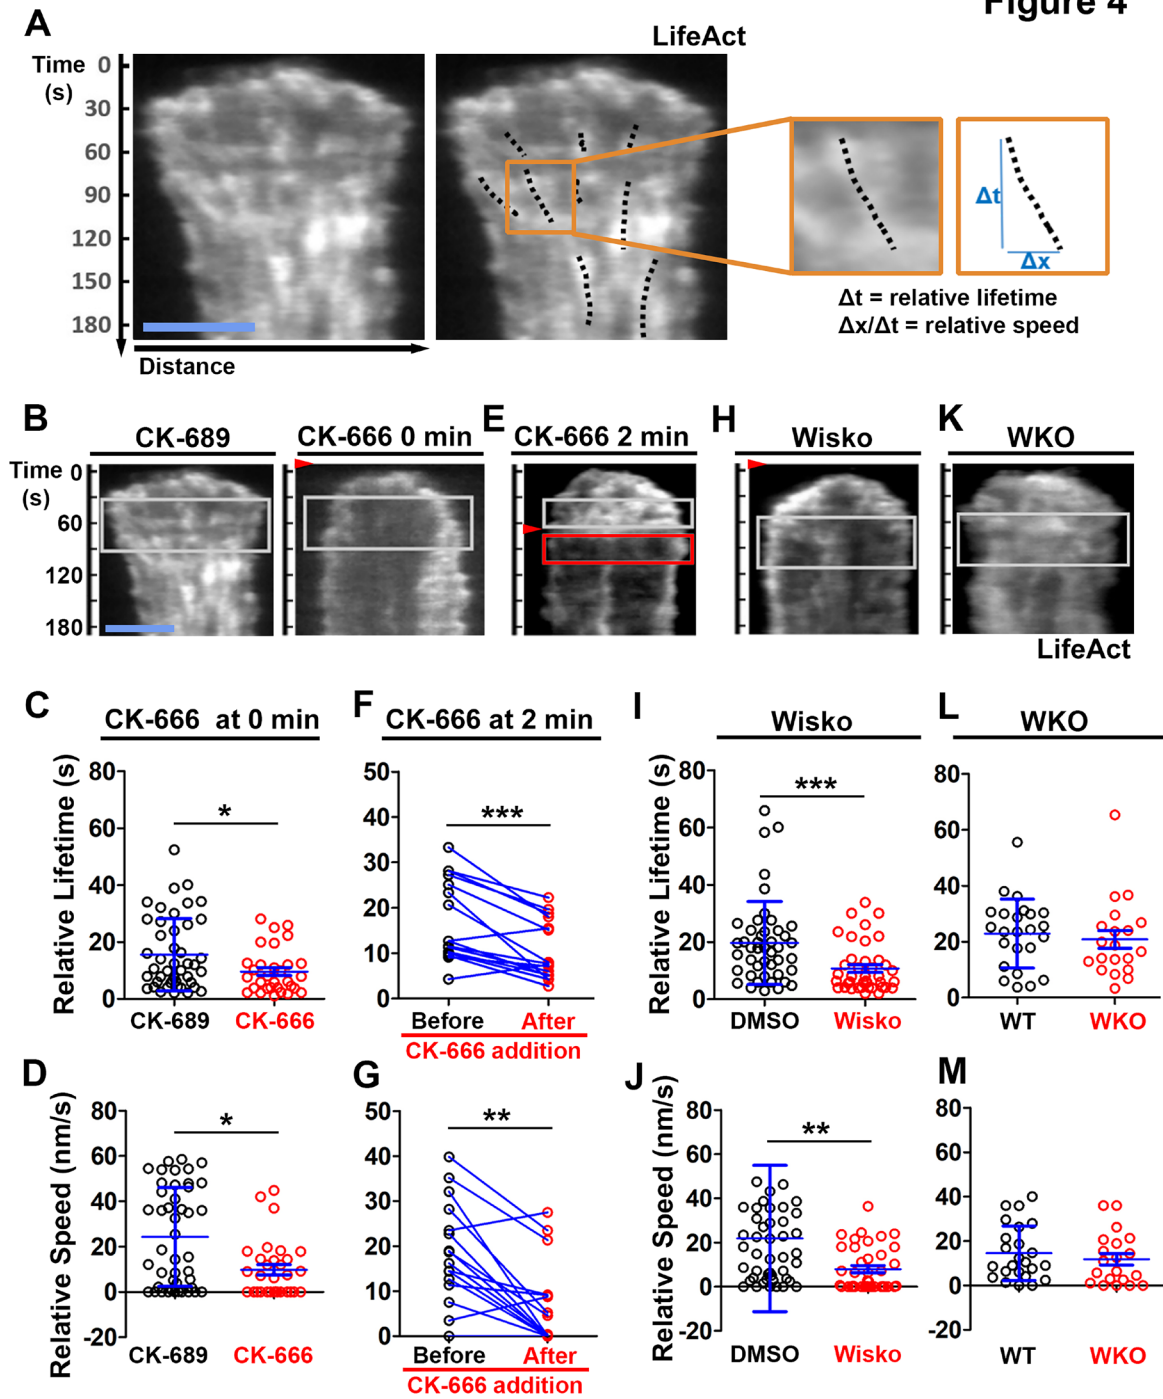 Figure 4
A
LifeAct
Time
(s)
0
30
60
90
120
150
180
Distance
Δt
Δx
Δt = relative lifetime
Δx/Δt = relative speed
B
CK-689
CK-666 0 min
E
CK-666 2 min
H
Wisko
K
WKO
Time
(s)
0
60
120
180
LifeAct
C
CK-666 at 0 min
Relative Lifetime (s)
80
60
40
20
0
*
CK-689
CK-666
F
CK-666 at 2 min
50
40
30
20
10
0
***
Before
After
CK-666 addition
I
Wisko
Relative Lifetime (s)
80
60
40
20
0
***
DMSO
Wisko
L
WKO
80
60
40
20
0
WT
WKO
D
Relative Speed (nm/s)
80
60
40
20
0
-20
*
CK-689
CK-666
G
50
40
30
20
10
0
**
Before
After
CK-666 addition
J
Relative Speed (nm/s)
80
60
40
20
0
-20
**
DMSO
Wisko
M
80
60
40
20
0
-20
WT
WKO